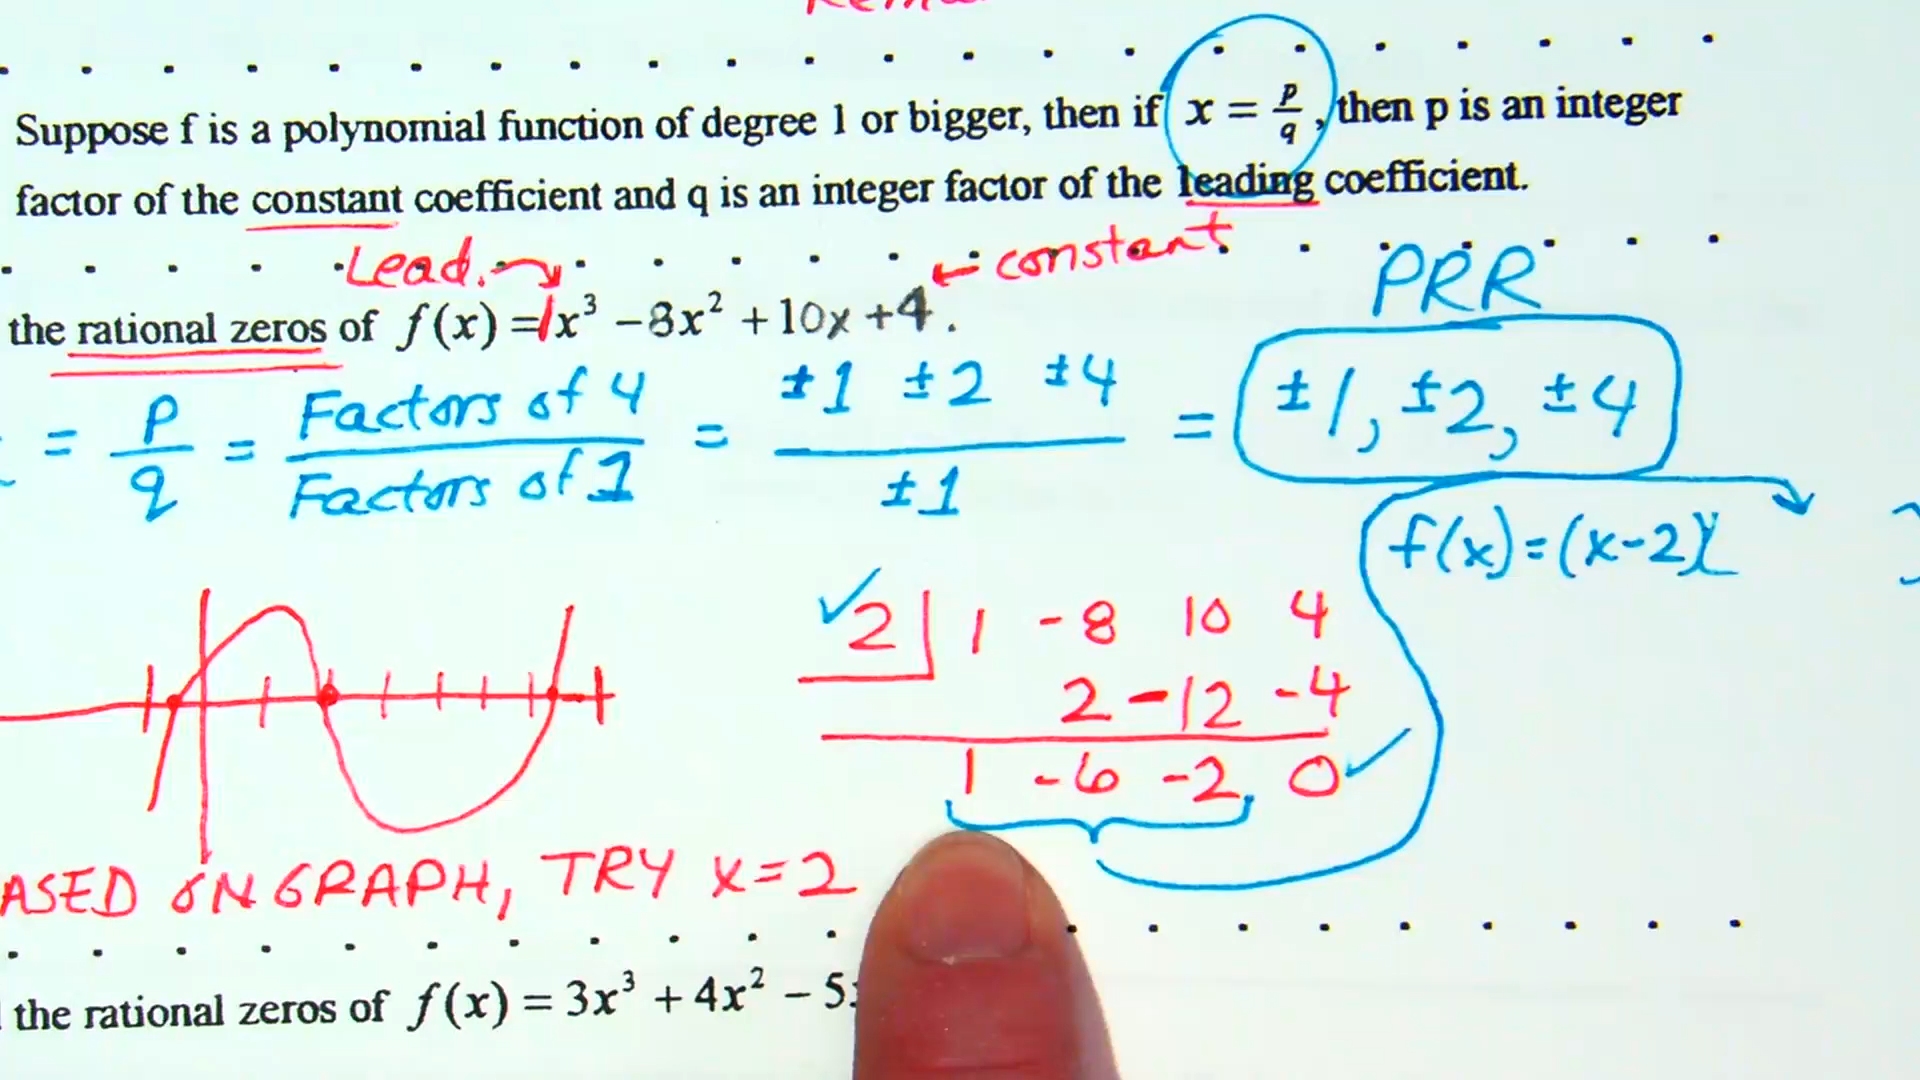 Suppose f is a polynomial function of degree 1 or bigger, then if x = p/q, then p is an integer
factor of the constant coefficient and q is an integer factor of the leading coefficient.
Lead. ← constant
PRR
the rational zeros of f(x) = 1x³ − 8x² + 10x + 4.
= p/q = Factors of 4 / Factors of 1 = ±1 ±2 ±4 / ±1 = ±1, ±2, ±4
f(x) = (x-2)(
✓ 2 | 1 -8 10 4
2 -12 -4
1 -6 -2 0 ✓
ASED ON GRAPH, TRY x=2
the rational zeros of f(x) = 3x³ + 4x² − 5